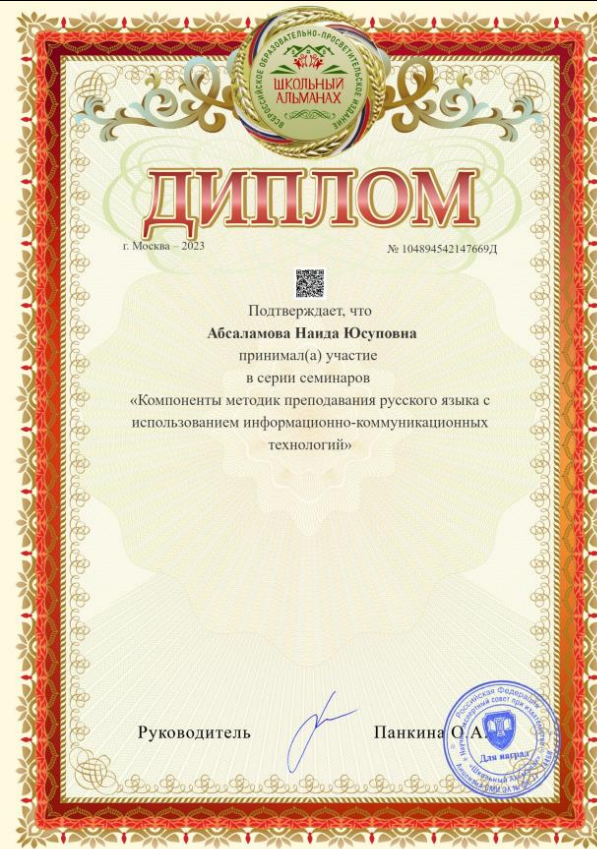 ВСЕРОССИЙСКОЕ ОБРАЗОВАТЕЛЬНО-ПРОСВЕТИТЕЛЬСКОЕ ИЗДАНИЕ
ШКОЛЬНЫЙ
АЛЬМАНАХ
ДИПЛОМ
г. Москва – 2023
№ 104894542147669Д
Подтверждает, что
Абсаламова Наида Юсуповна
принимал(а) участие
в серии семинаров
«Компоненты методик преподавания русского языка с
использованием информационно-коммуникационных
технологий»
Руководитель
Панкина О.А.
Российская Федерация
Для наград